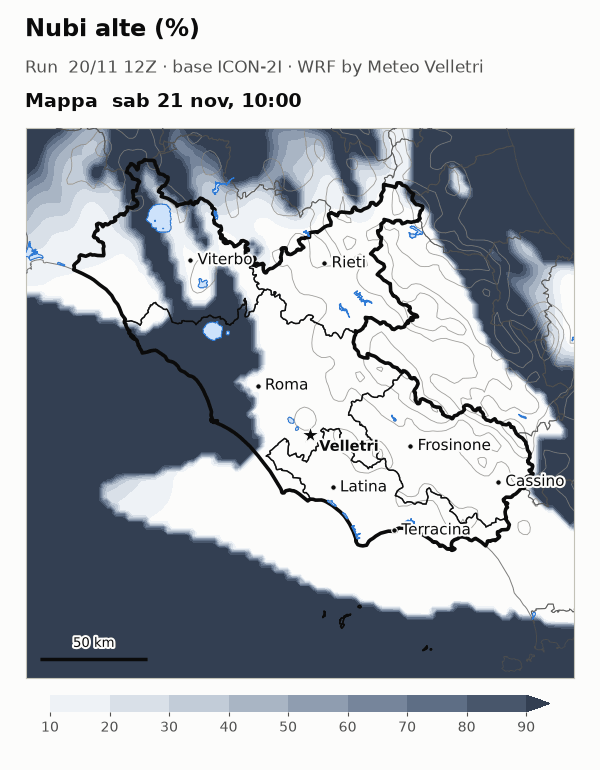 Nubi alte (%)
Run  20/11 12Z · base ICON-2I · WRF by Meteo Velletri
Mappa  sab 21 nov, 10:00
Viterbo
Rieti
Roma
Velletri
Frosinone
Latina
Cassino
Terracina
50 km
10 20 30 40 50 60 70 80 90